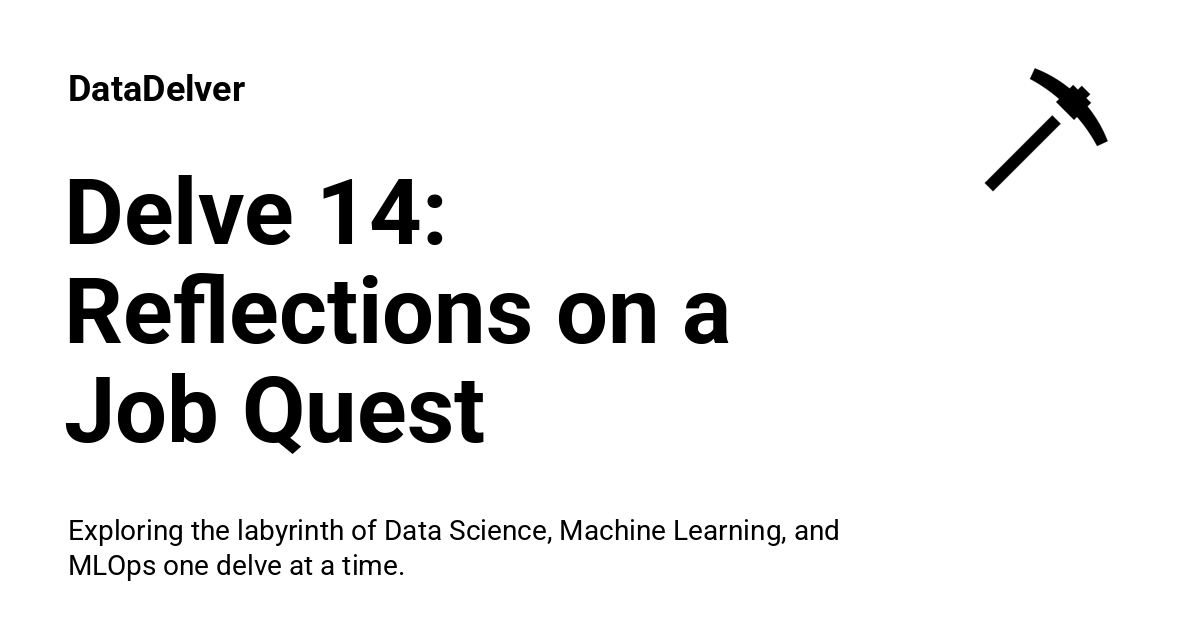 DataDelver
Delve 14:
Reflections on a
Job Quest
Exploring the labyrinth of Data Science, Machine Learning, and
MLOps one delve at a time.